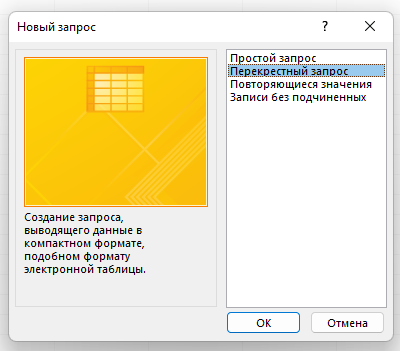 Новый запрос
?
Простой запрос
Перекрестный запрос
Повторяющиеся значения
Записи без подчиненных
Создание запроса,
выводящего данные в
компактном формате,
подобном формату
электронной таблицы.
ОК
Отмена